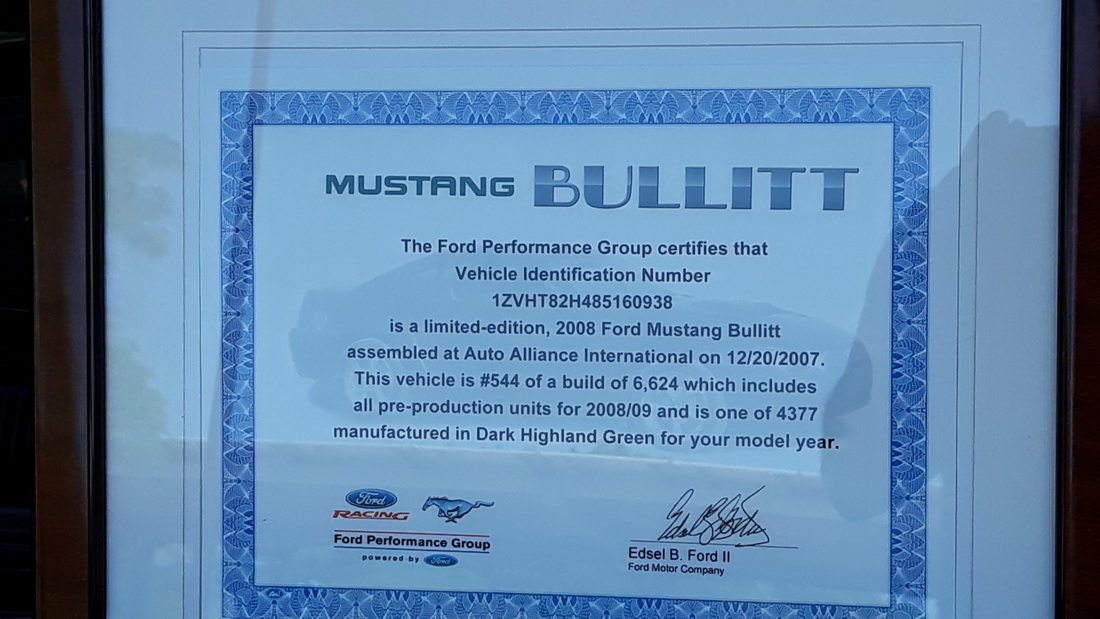 MUSTANG BULLITT
The Ford Performance Group certifies that
Vehicle Identification Number
1ZVHT82H485160938
is a limited-edition, 2008 Ford Mustang Bullitt
assembled at Auto Alliance International on 12/20/2007.
This vehicle is #544 of a build of 6,624 which includes
all pre-production units for 2008/09 and is one of 4377
manufactured in Dark Highland Green for your model year.
Ford
RACING
Ford Performance Group
powered by Ford
Edsel B. Ford II
Edsel B. Ford II
Ford Motor Company